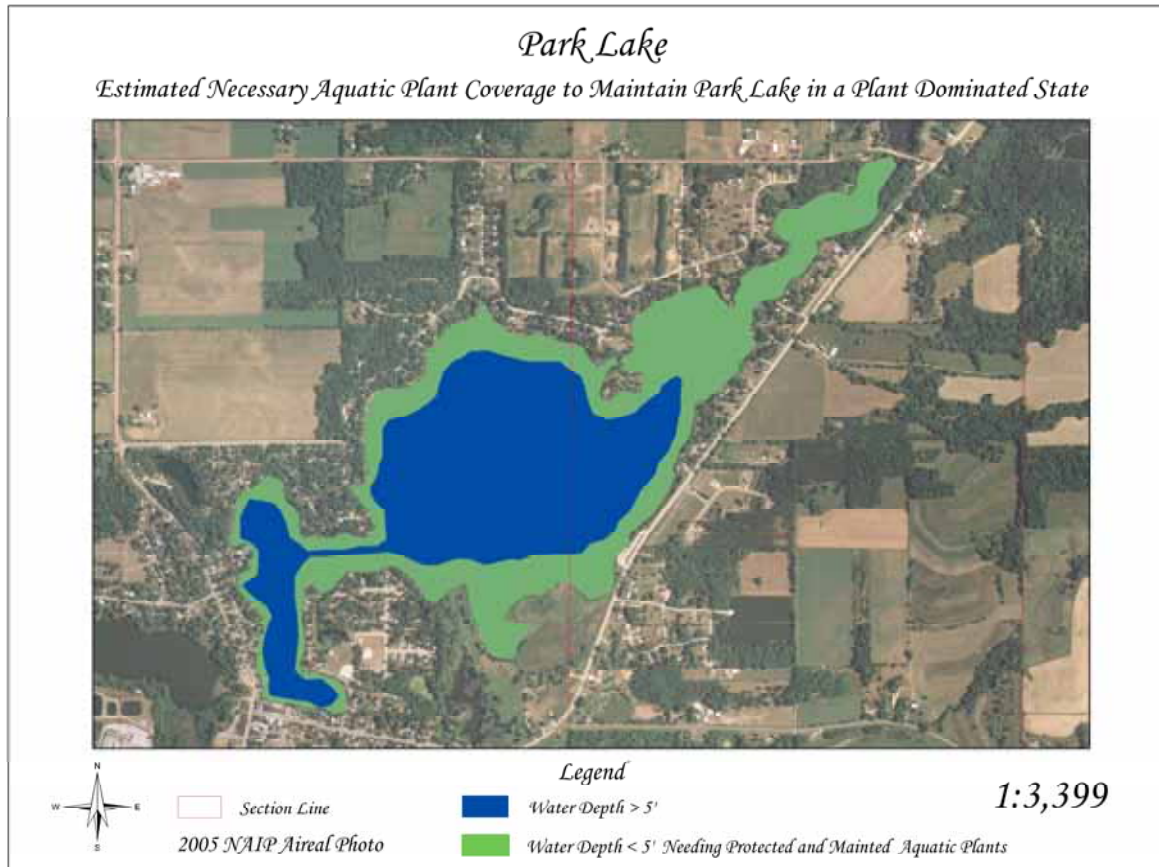 Park Lake
Estimated Necessary Aquatic Plant Coverage to Maintain Park Lake in a Plant Dominated State
Legend
N
W
E
S
Section Line
Water Depth > 5'
1:3,399
2005 NAIP Aireal Photo
Water Depth < 5' Needing Protected and Mainted Aquatic Plants